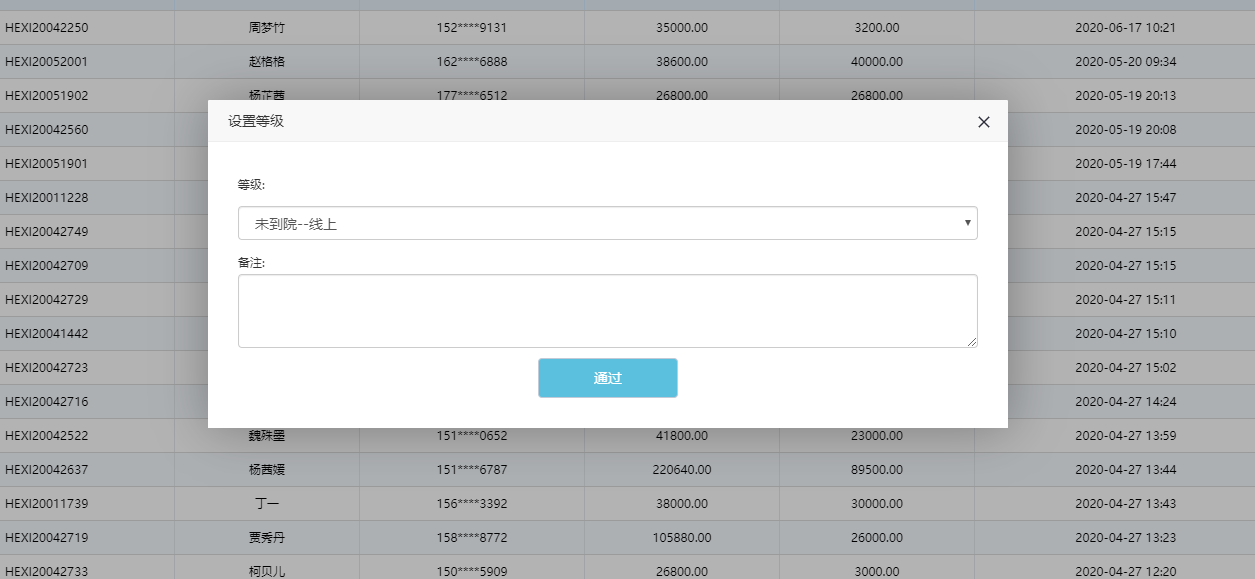 HEXI20042250 周梦竹 152****9131 35000.00 3200.00 2020-06-17 10:21
HEXI20052001 赵格格 162****6888 38600.00 40000.00 2020-05-20 09:34
HEXI20051902 杨芷茜 177****6512 26800.00 26800.00 2020-05-19 20:13
设置等级
HEXI20042560 2020-05-19 20:08
HEXI20051901 2020-05-19 17:44
等级:
HEXI20011228 2020-04-27 15:47
未到院--线上
HEXI20042749 2020-04-27 15:15
备注:
HEXI20042709 2020-04-27 15:15
HEXI20042729 2020-04-27 15:11
HEXI20041442 2020-04-27 15:10
HEXI20042723 2020-04-27 15:02
通过
HEXI20042716 2020-04-27 14:24
HEXI20042522 魏殊墨 151****0652 41800.00 23000.00 2020-04-27 13:59
HEXI20042637 杨茜媛 151****6787 220640.00 89500.00 2020-04-27 13:44
HEXI20011739 丁一 156****3392 38000.00 30000.00 2020-04-27 13:43
HEXI20042719 贾秀丹 158****8772 105880.00 26000.00 2020-04-27 13:23
HEXI20042733 柯贝儿 150****5909 26800.00 3000.00 2020-04-27 12:20